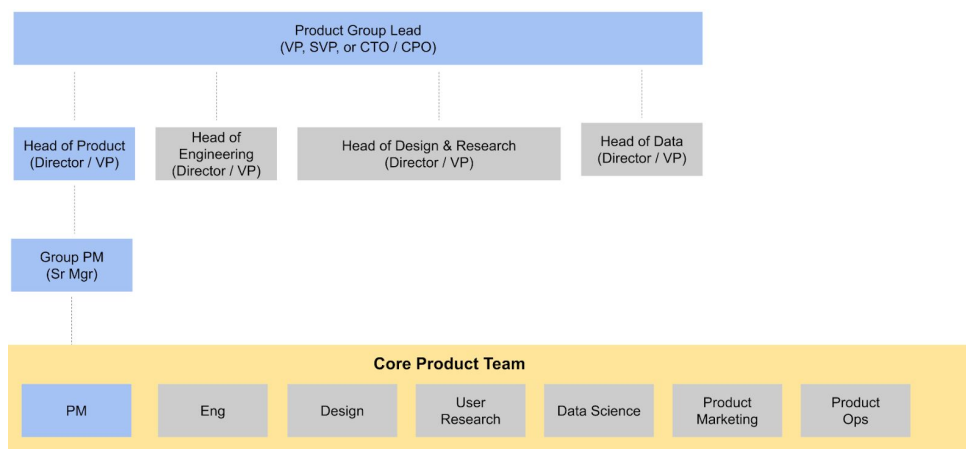 Product Group Lead
(VP, SVP, or CTO / CPO)
Head of Product
(Director / VP)
Head of
Engineering
(Director / VP)
Head of Design & Research
(Director / VP)
Head of Data
(Director / VP)
Group PM
(Sr Mgr)
Core Product Team
PM
Eng
Design
User
Research
Data Science
Product
Marketing
Product
Ops